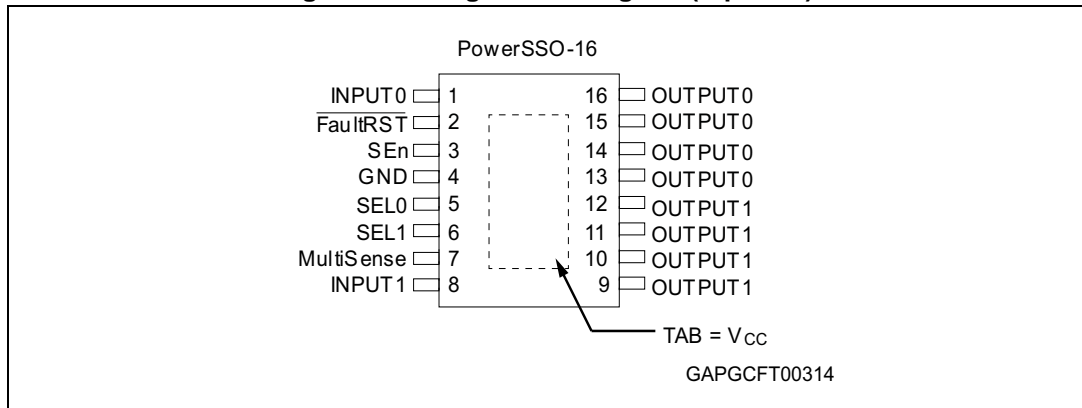 PowerSSO-16
INPUT0 1 16 OUTPUT0
FaultRST 2 15 OUTPUT0
SEn 3 14 OUTPUT0
GND 4 13 OUTPUT0
SEL0 5 12 OUTPUT1
SEL1 6 11 OUTPUT1
MultiSense 7 10 OUTPUT1
INPUT1 8 9 OUTPUT1
TAB = VCC
GAPGCFT00314